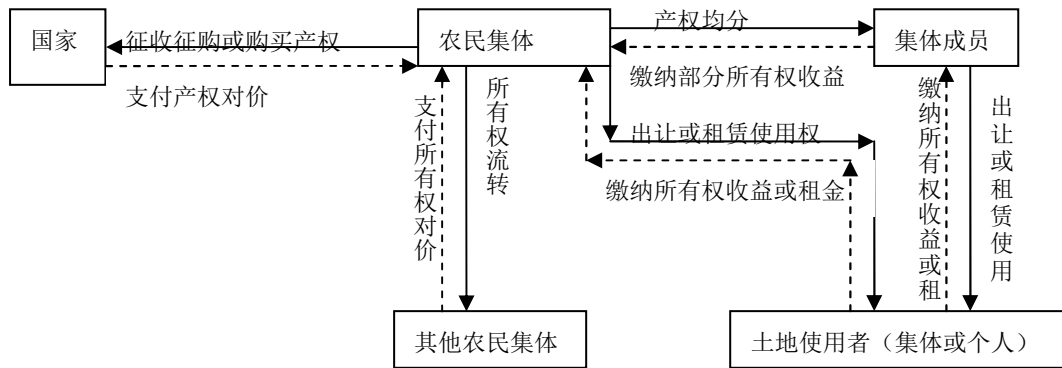 国家
征收征购或购买产权
支付产权对价
农民集体
产权均分
缴纳部分所有权收益
集体成员
支付所有权对价
所有权流转
出让或租赁使用权
缴纳所有权收益或租金
缴纳所有权收益或租
出让或租赁使用
其他农民集体
土地使用者（集体或个人）